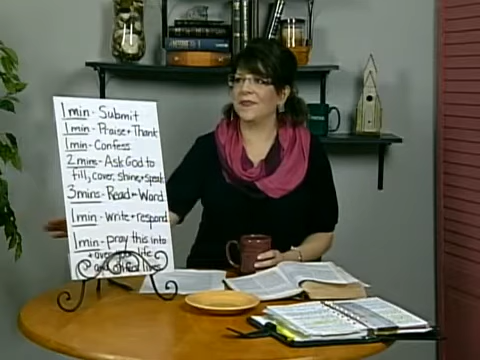 1 min - Submit
1 min - Praise + Thank
1 min - Confess
2 mins - Ask God to
fill, cover, shine + speak
3 mins - Read - Word
1 min - write + respond
1 min - pray this into
+ over life